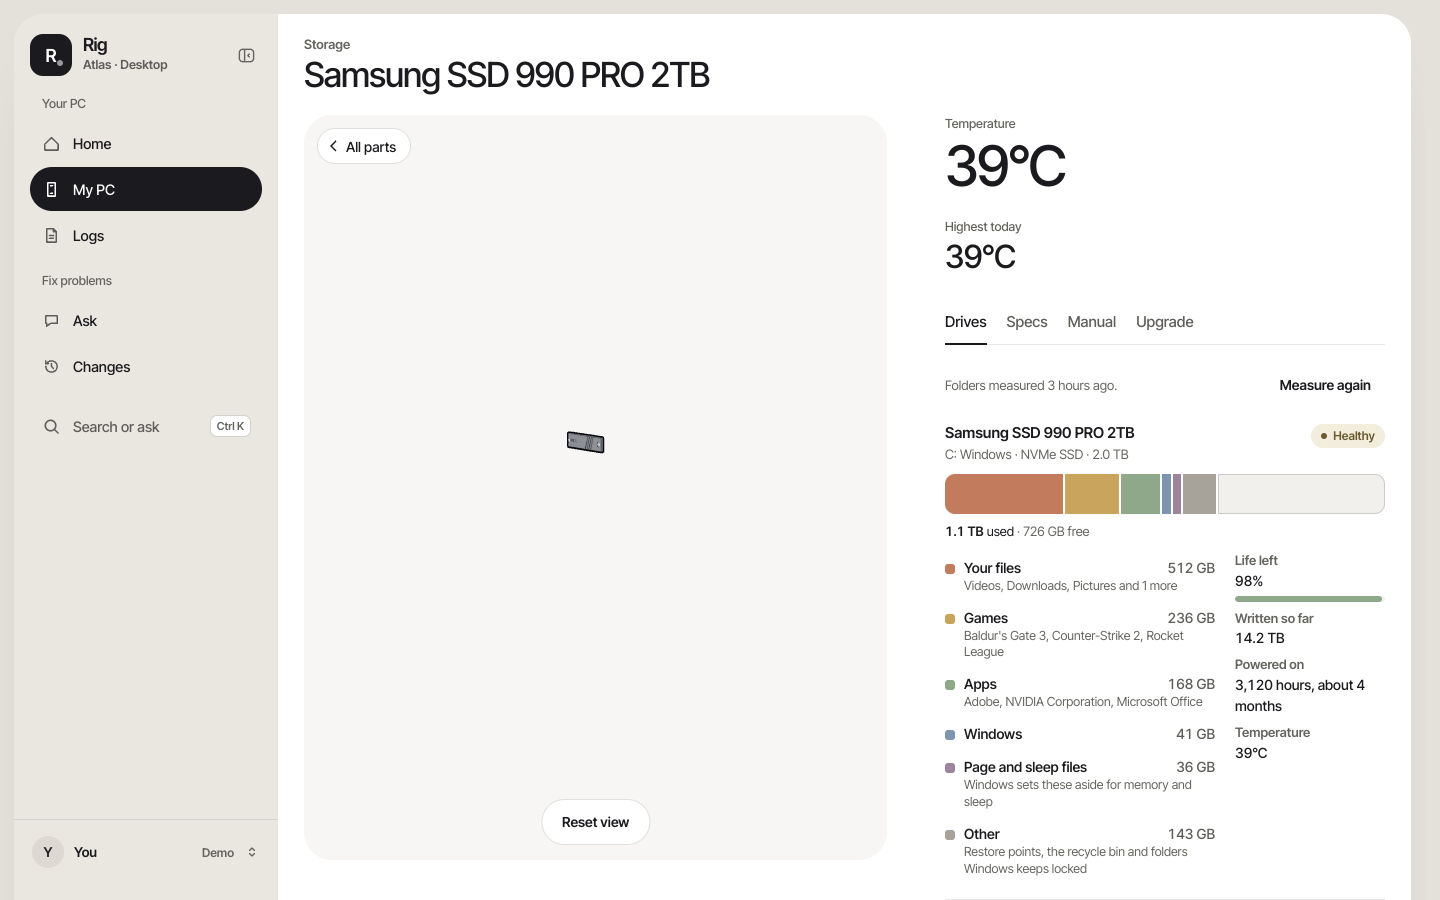 R.
Rig
Atlas · Desktop
Your PC
Home
My PC
Logs
Fix problems
Ask
Changes
Search or ask
Ctrl K
Y
You
Demo
Storage
Samsung SSD 990 PRO 2TB
All parts
Reset view
Temperature
39°C
Highest today
39°C
Drives
Specs
Manual
Upgrade
Folders measured 3 hours ago.
Measure again
Samsung SSD 990 PRO 2TB
Healthy
C: Windows · NVMe SSD · 2.0 TB
1.1 TB used · 726 GB free
Your files
512 GB
Videos, Downloads, Pictures and 1 more
Games
236 GB
Baldur's Gate 3, Counter-Strike 2, Rocket
League
Apps
168 GB
Adobe, NVIDIA Corporation, Microsoft Office
Windows
41 GB
Page and sleep files
36 GB
Windows sets these aside for memory and
sleep
Other
143 GB
Restore points, the recycle bin and folders
Windows keeps locked
Life left
98%
Written so far
14.2 TB
Powered on
3,120 hours, about 4
months
Temperature
39°C